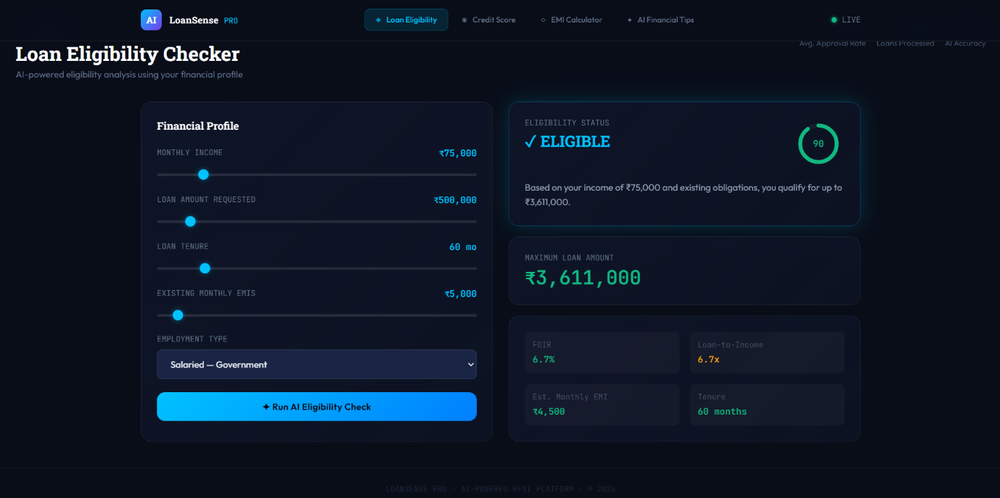 AI LoanSense PRO
Loan Eligibility
Credit Score
EMI Calculator
AI Financial Tips
LIVE
Avg. Approval Rate Loans Processed AI Accuracy
Loan Eligibility Checker
AI-powered eligibility analysis using your financial profile
Financial Profile
MONTHLY INCOME ₹75,000
LOAN AMOUNT REQUESTED ₹500,000
LOAN TENURE 60 mo
EXISTING MONTHLY EMIS ₹5,000
EMPLOYMENT TYPE
Salaried — Government
✦ Run AI Eligibility Check
ELIGIBILITY STATUS
✓ ELIGIBLE
90
Based on your income of ₹75,000 and existing obligations, you qualify for up to
₹3,611,000.
MAXIMUM LOAN AMOUNT
₹3,611,000
FOIR
6.7%
Loan-to-Income
6.7x
Est. Monthly EMI
₹4,500
Tenure
60 months
LOANSENSE PRO · AI-POWERED BFSI PLATFORM · © 2026